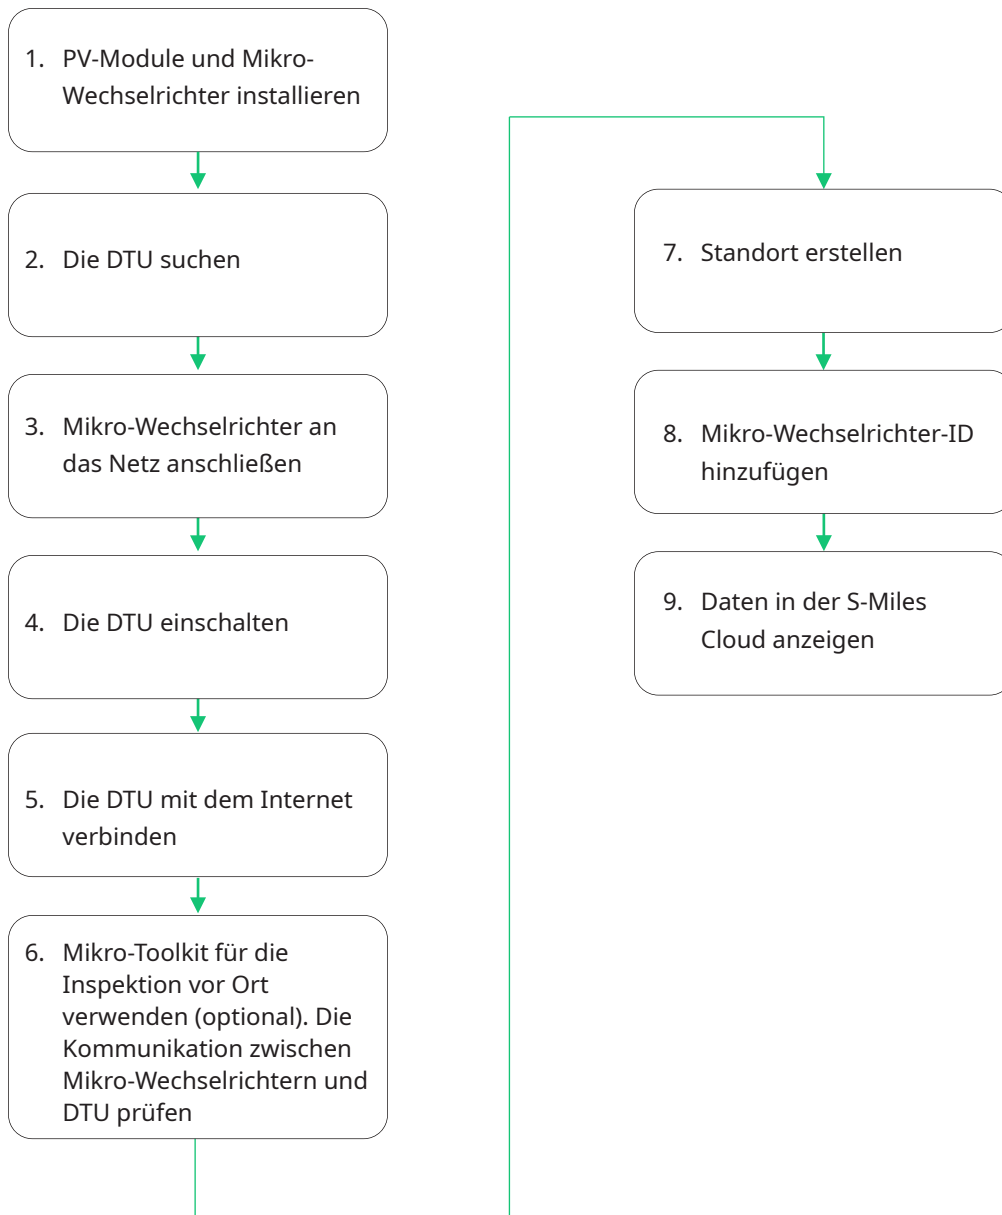 1. PV-Module und Mikro-
Wechselrichter installieren
2. Die DTU suchen
3. Mikro-Wechselrichter an
das Netz anschließen
4. Die DTU einschalten
5. Die DTU mit dem Internet
verbinden
6. Mikro-Toolkit für die
Inspektion vor Ort
verwenden (optional). Die
Kommunikation zwischen
Mikro-Wechselrichtern und
DTU prüfen
7. Standort erstellen
8. Mikro-Wechselrichter-ID
hinzufügen
9. Daten in der S-Miles
Cloud anzeigen